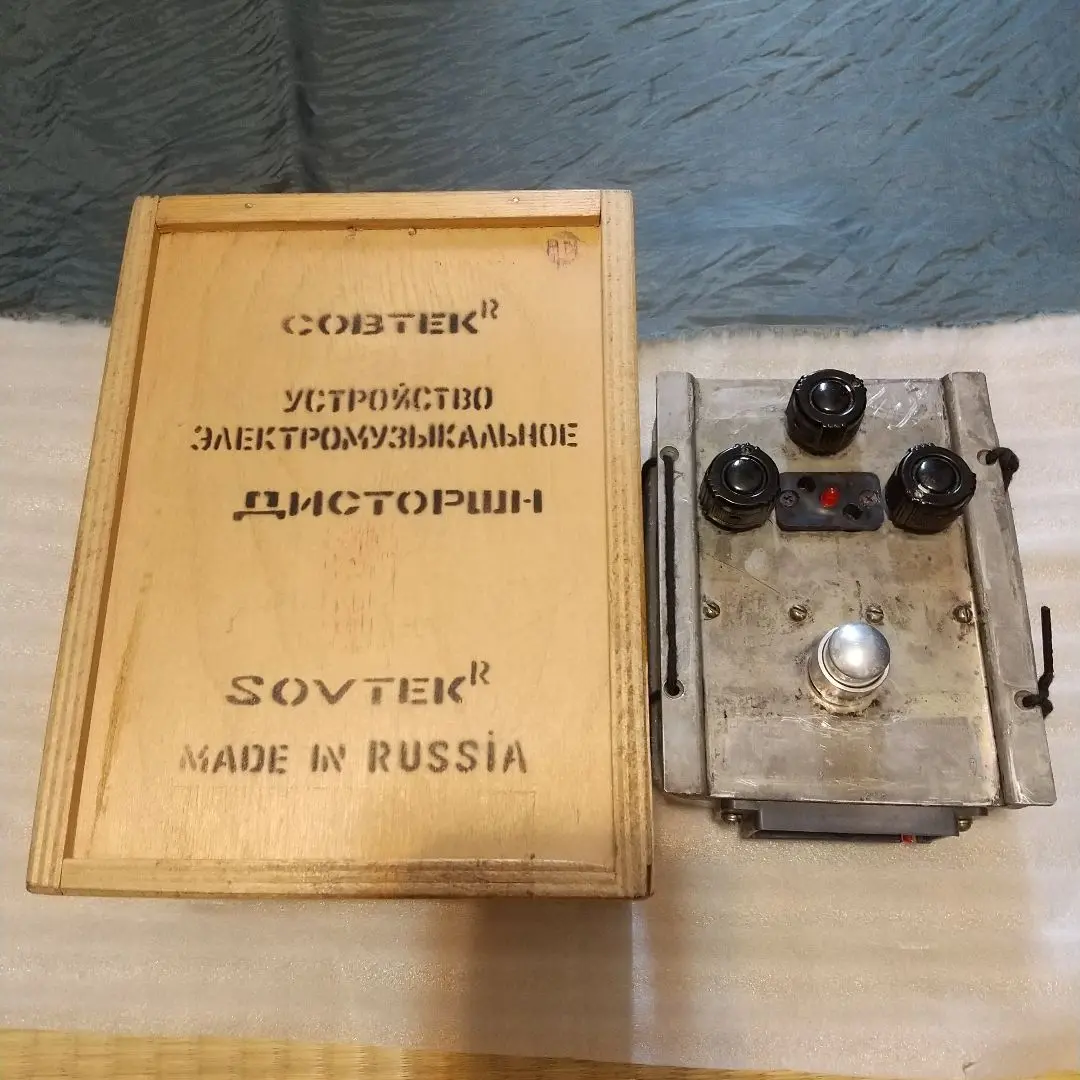 СОВТЕК R
УСТРОЙСТВО
ЭЛЕКТРОМУЗЫКАЛЬНОЕ
ДИСТОРШН
SOVTEK R
MADE IN RUSSIA